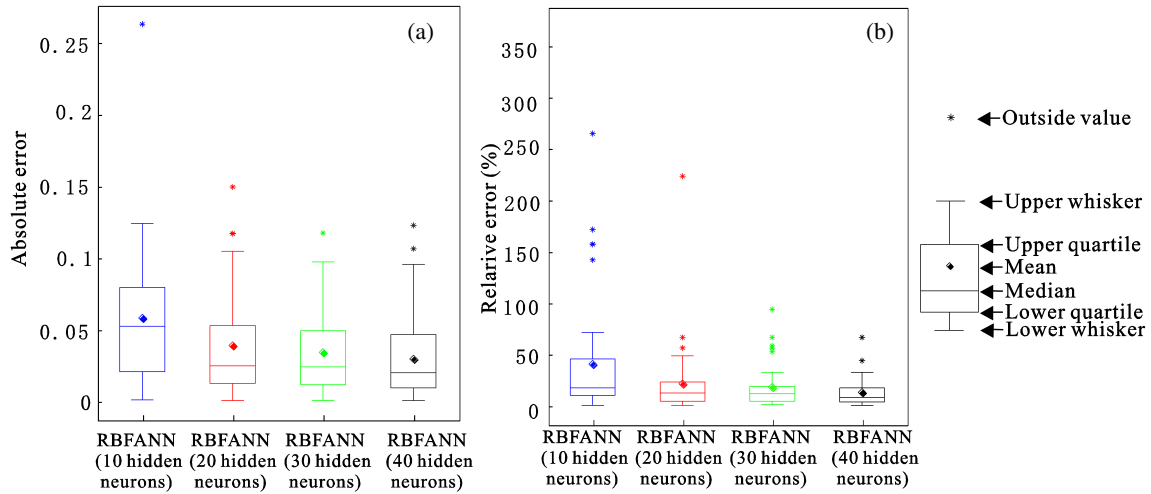 (a)
0.25
0.2
0.15
0.1
0.05
0
Absolute error
RBFANN RBFANN RBFANN RBFANN
(10 hidden (20 hidden (30 hidden (40 hidden
neurons) neurons) neurons) neurons)
(b)
350
300
250
200
150
100
50
0
Relarive error (%)
RBFANN RBFANN RBFANN RBFANN
(10 hidden (20 hidden (30 hidden (40 hidden
neurons) neurons) neurons) neurons)
Outside value
Upper whisker
Upper quartile
Mean
Median
Lower quartile
Lower whisker